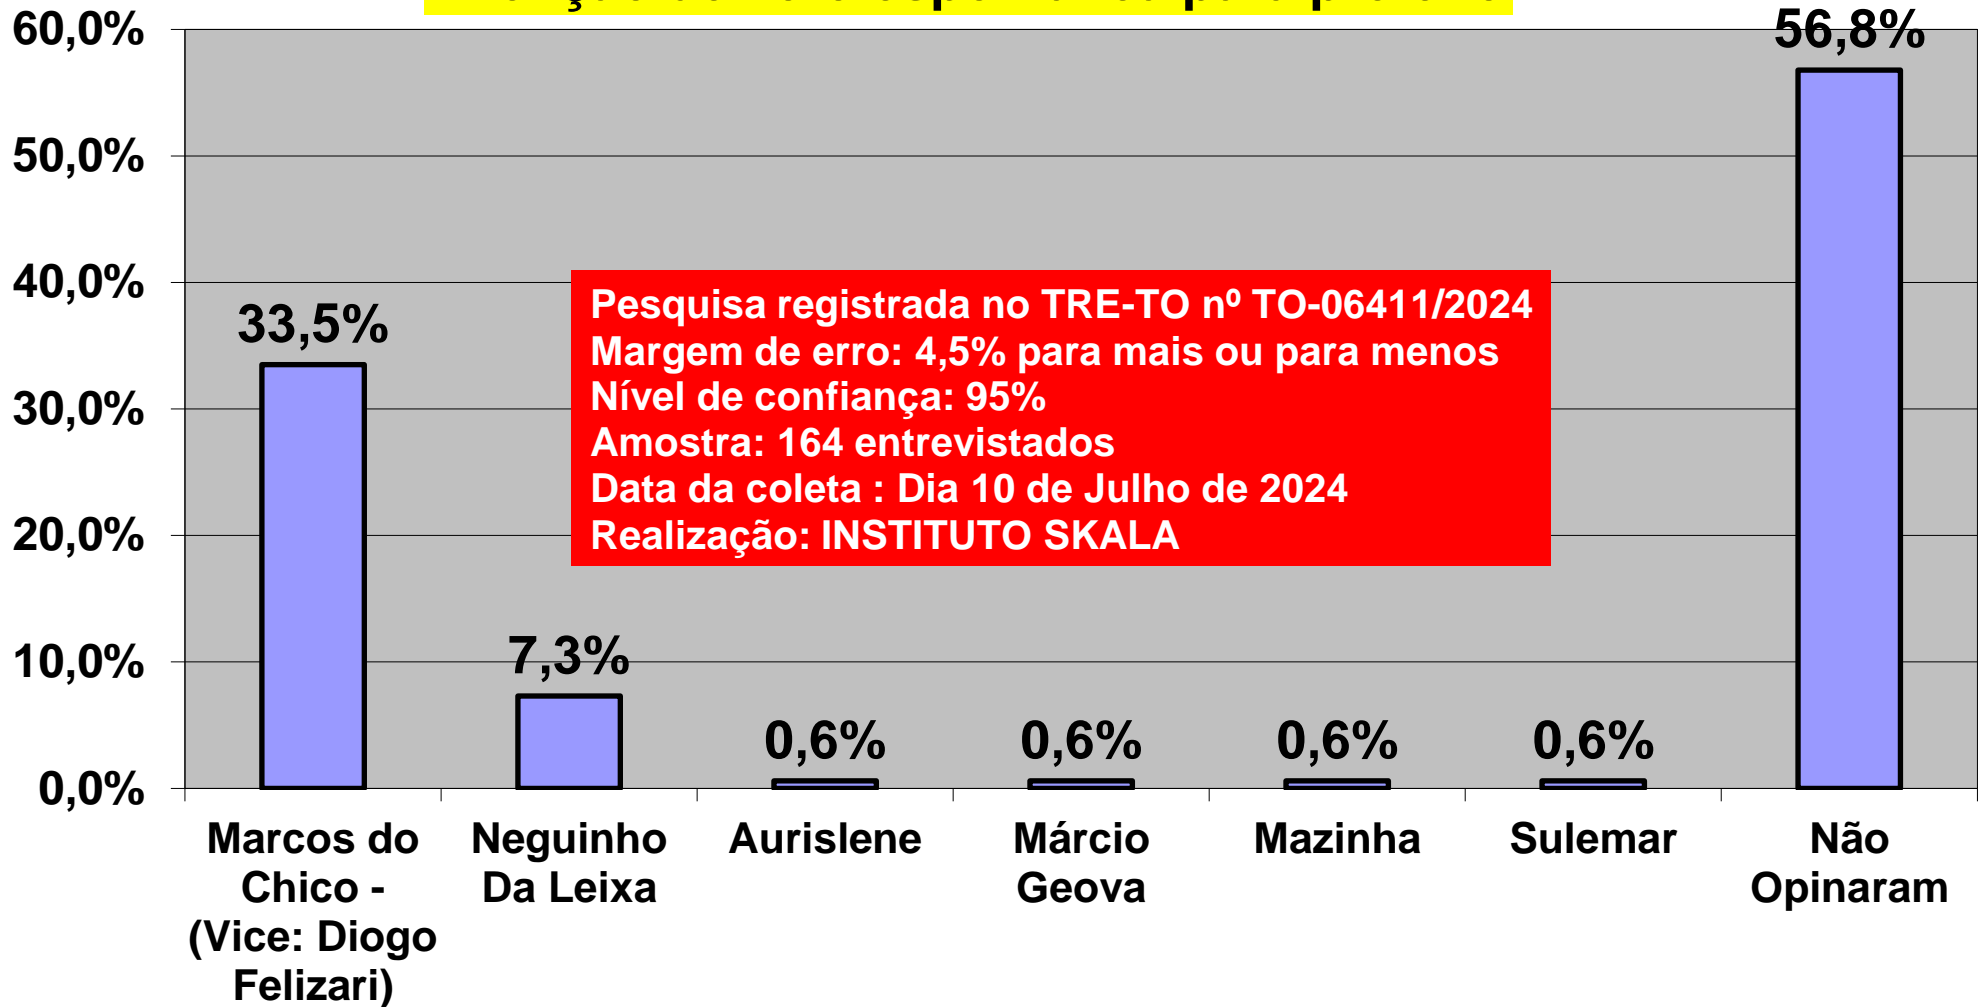 60,0%
56,8%
50,0%
40,0%
33,5%
30,0%
20,0%
10,0%
7,3%
0,6%
0,6%
0,6%
0,6%
0,0%
Pesquisa registrada no TRE-TO nº TO-06411/2024
Margem de erro: 4,5% para mais ou para menos
Nível de confiança: 95%
Amostra: 164 entrevistados
Data da coleta : Dia 10 de Julho de 2024
Realização: INSTITUTO SKALA
Marcos do
Chico -
(Vice: Diogo
Felizari)
Neguinho
Da Leixa
Aurislene
Márcio
Geova
Mazinha
Sulemar
Não
Opinaram